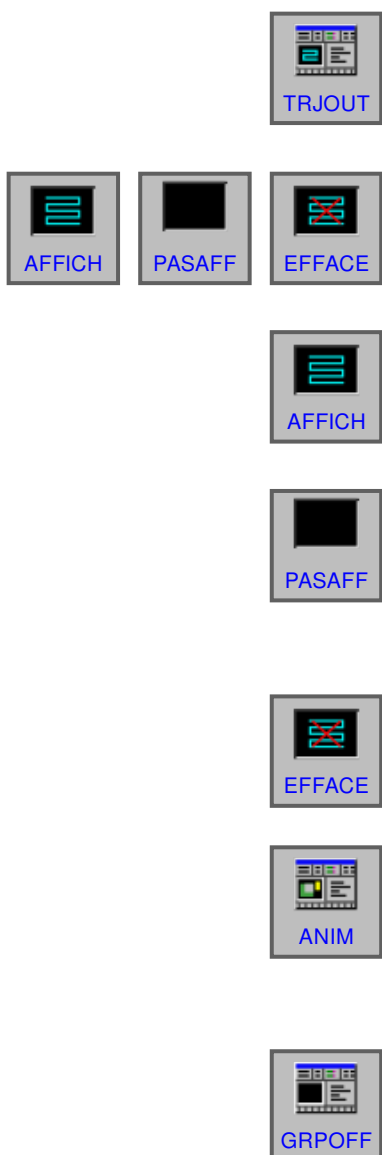 TRJOUT
AFFICH PASAFF EFFACE
AFFICH
PASAFF
EFFACE
ANIM
GRPOFF